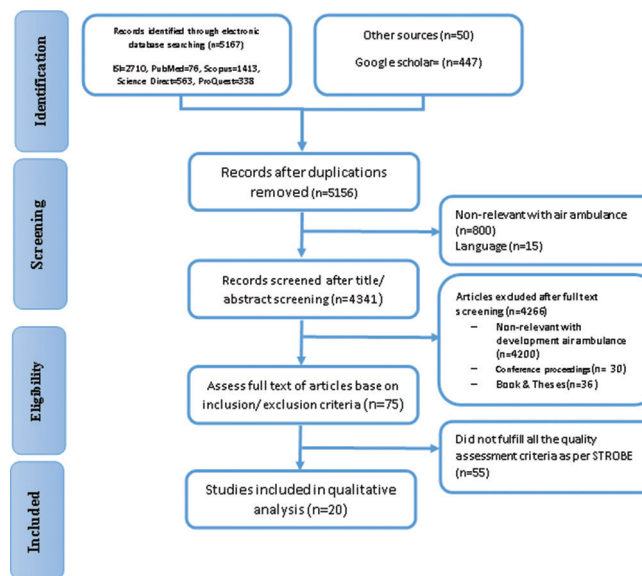 Identification
Records identified through electronic
database searching (n=5167)
ISI=2710, PubMed=76, Scopus=1413,
Science Direct=563, ProQuest=338
Other sources (n=50)
Google scholar= (n=447)
Screening
Records after duplications
removed (n=5156)
Non-relevant with air ambulance
(n=800)
Language (n=15)
Records screened after title/
abstract screening (n=4341)
Articles excluded after full text
screening (n=4266)
– Non-relevant with
development air ambulance
(n=4200)
– Conference proceedings(n= 30)
– Book & Theses(n=36)
Eligibility
Assess full text of articles base on
inclusion/exclusion criteria (n=75)
Did not fulfill all the quality
assessment criteria as per STROBE
(n=55)
Included
Studies included in qualitative
analysis (n=20)